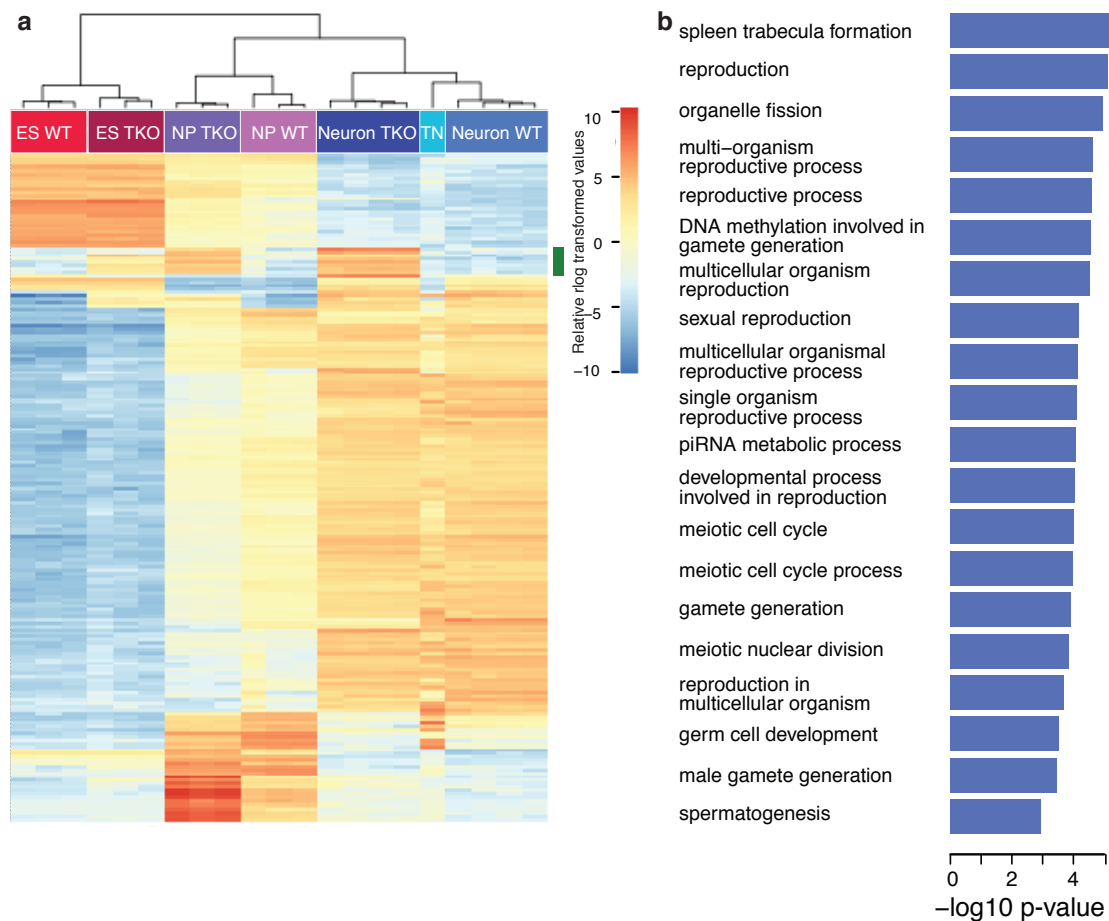 a
ES WT
ES TKO
NP TKO
NP WT
Neuron TKO
TN
Neuron WT
10
5
0
−5
−10
Relative rlog transformed values
b
spleen trabecula formation
reproduction
organelle fission
multi−organism
reproductive process
reproductive process
DNA methylation involved in
gamete generation
multicellular organism
reproduction
sexual reproduction
multicellular organismal
reproductive process
single organism
reproductive process
piRNA metabolic process
developmental process
involved in reproduction
meiotic cell cycle
meiotic cell cycle process
gamete generation
meiotic nuclear division
reproduction in
multicellular organism
germ cell development
male gamete generation
spermatogenesis
0
2
4
−log10 p-value